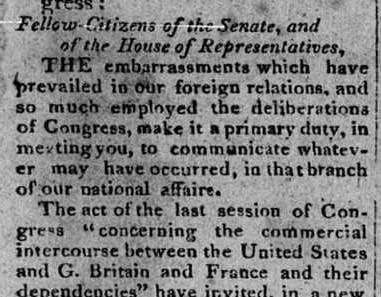 gress:
Fellow-Citizens of the Senate, and
of the House of Representatives,
THE embarrassments which have
prevailed in our foreign relations, and
so much employed the deliberations
of Congress, make it a primary duty, in
meeting you, to communicate whatev-
er may have occurred, in that branch
of our national affaire.
The act of the last session of Con-
gress "concerning the commercial
intercourse between the United States
and G. Britain and France and their
dependencies" have invited, in a new